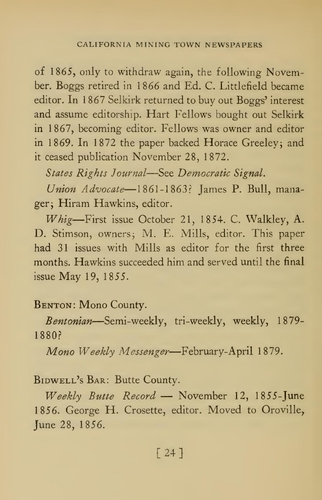 CALIFORNIA MINING TOWN NEWSPAPERS
of 1865, only to withdraw again, the following Novem-
ber. Boggs retired in 1866 and Ed. C. Littlefield became
editor. In 1867 Selkirk returned to buy out Boggs' interest
and assume editorship. Hart Fellows bought out Selkirk
in 1867, becoming editor. Fellows was owner and editor
in 1869. In 1872 the paper backed Horace Greeley; and
it ceased publication November 28, 1872.
States Rights Journal—See Democratic Signal.
Union Advocate—1861-1863? James P. Bull, mana-
ger; Hiram Hawkins, editor.
Whig—First issue October 21, 1854. C. Walkley, A.
D. Stimson, owners; M. E. Mills, editor. This paper
had 31 issues with Mills as editor for the first three
months. Hawkins succeeded him and served until the final
issue May 19, 1855.
BENTON: Mono County.
Bentonian—Semi-weekly, tri-weekly, weekly, 1879-
1880?
Mono Weekly Messenger—February-April 1879.
BIDWELL'S BAR: Butte County.
Weekly Butte Record — November 12, 1855-June
1856. George H. Crosette, editor. Moved to Oroville,
June 28, 1856.
[ 24 ]